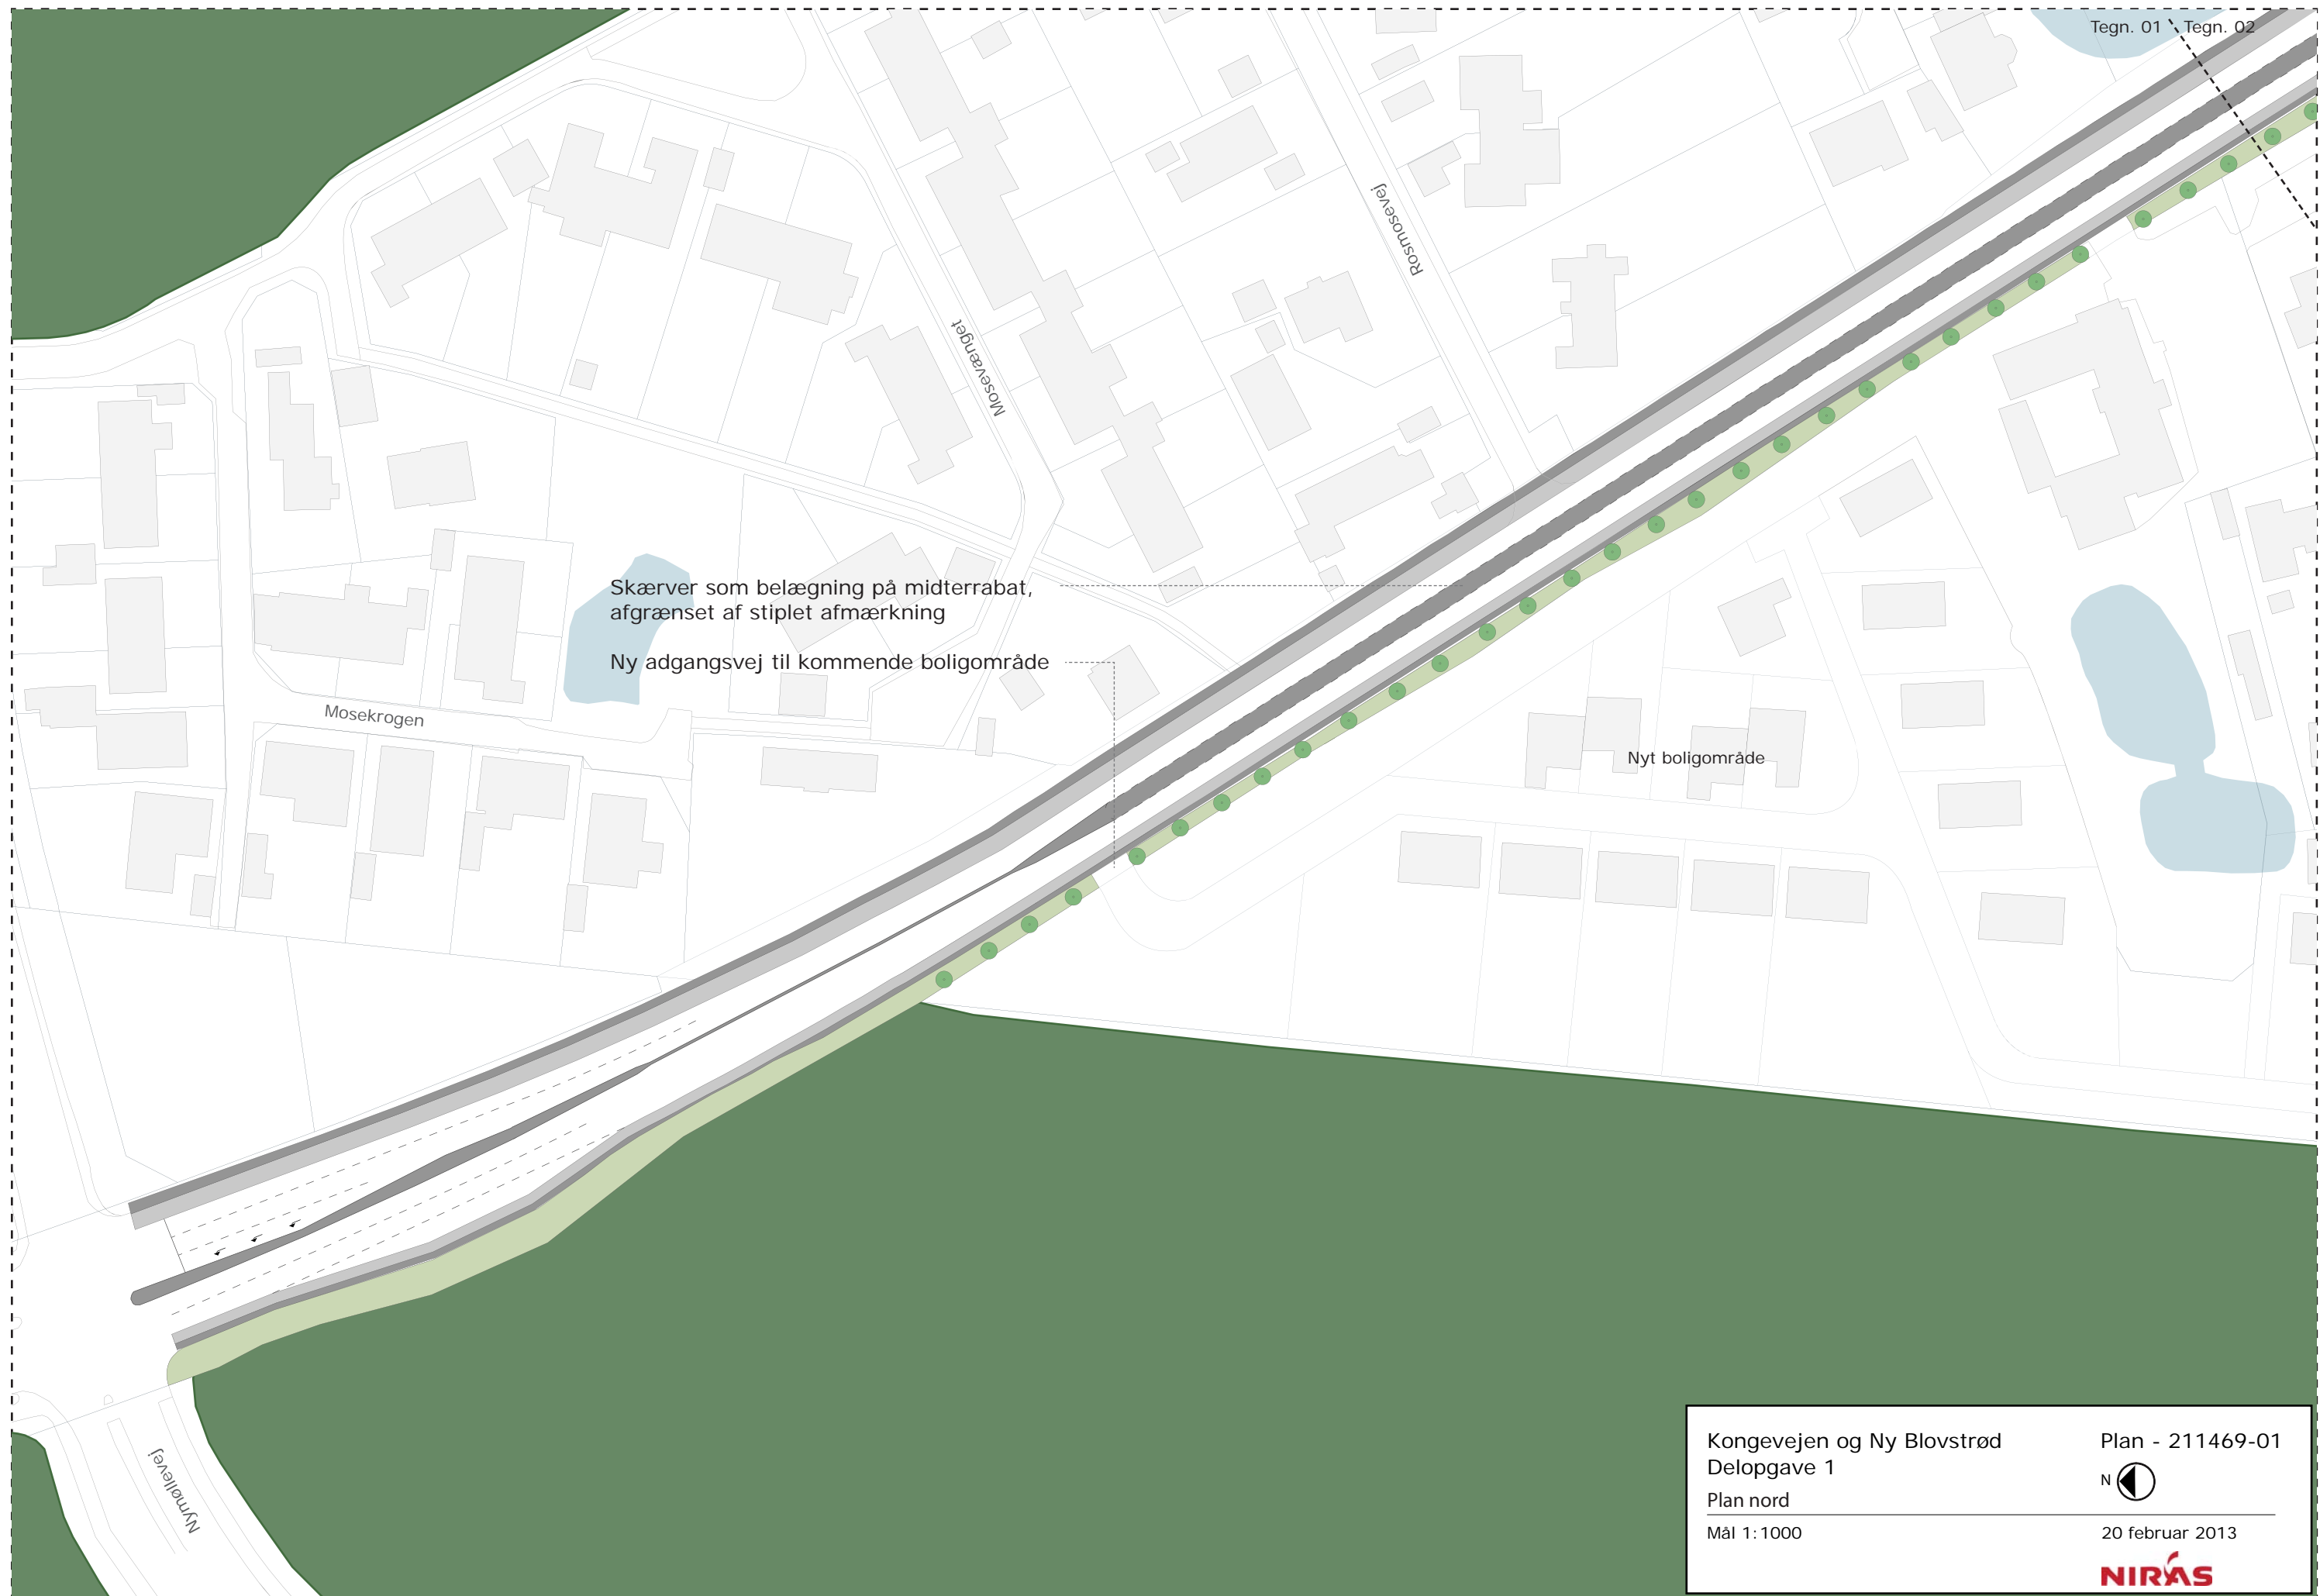 Tegn. 01
Tegn. 02
Rosmosevej
Mosevænget
Skærver som belægning på midterrabat,
afgrænset af stiplet afmærkning
Ny adgangsvej til kommende boligområde
Mosekrogen
Nyt boligområde
Nymøllevej
Kongevejen og Ny Blovstrød
Delopgave 1
Plan nord
Mål 1:1000
Plan - 211469-01
N
20 februar 2013
NIRAS